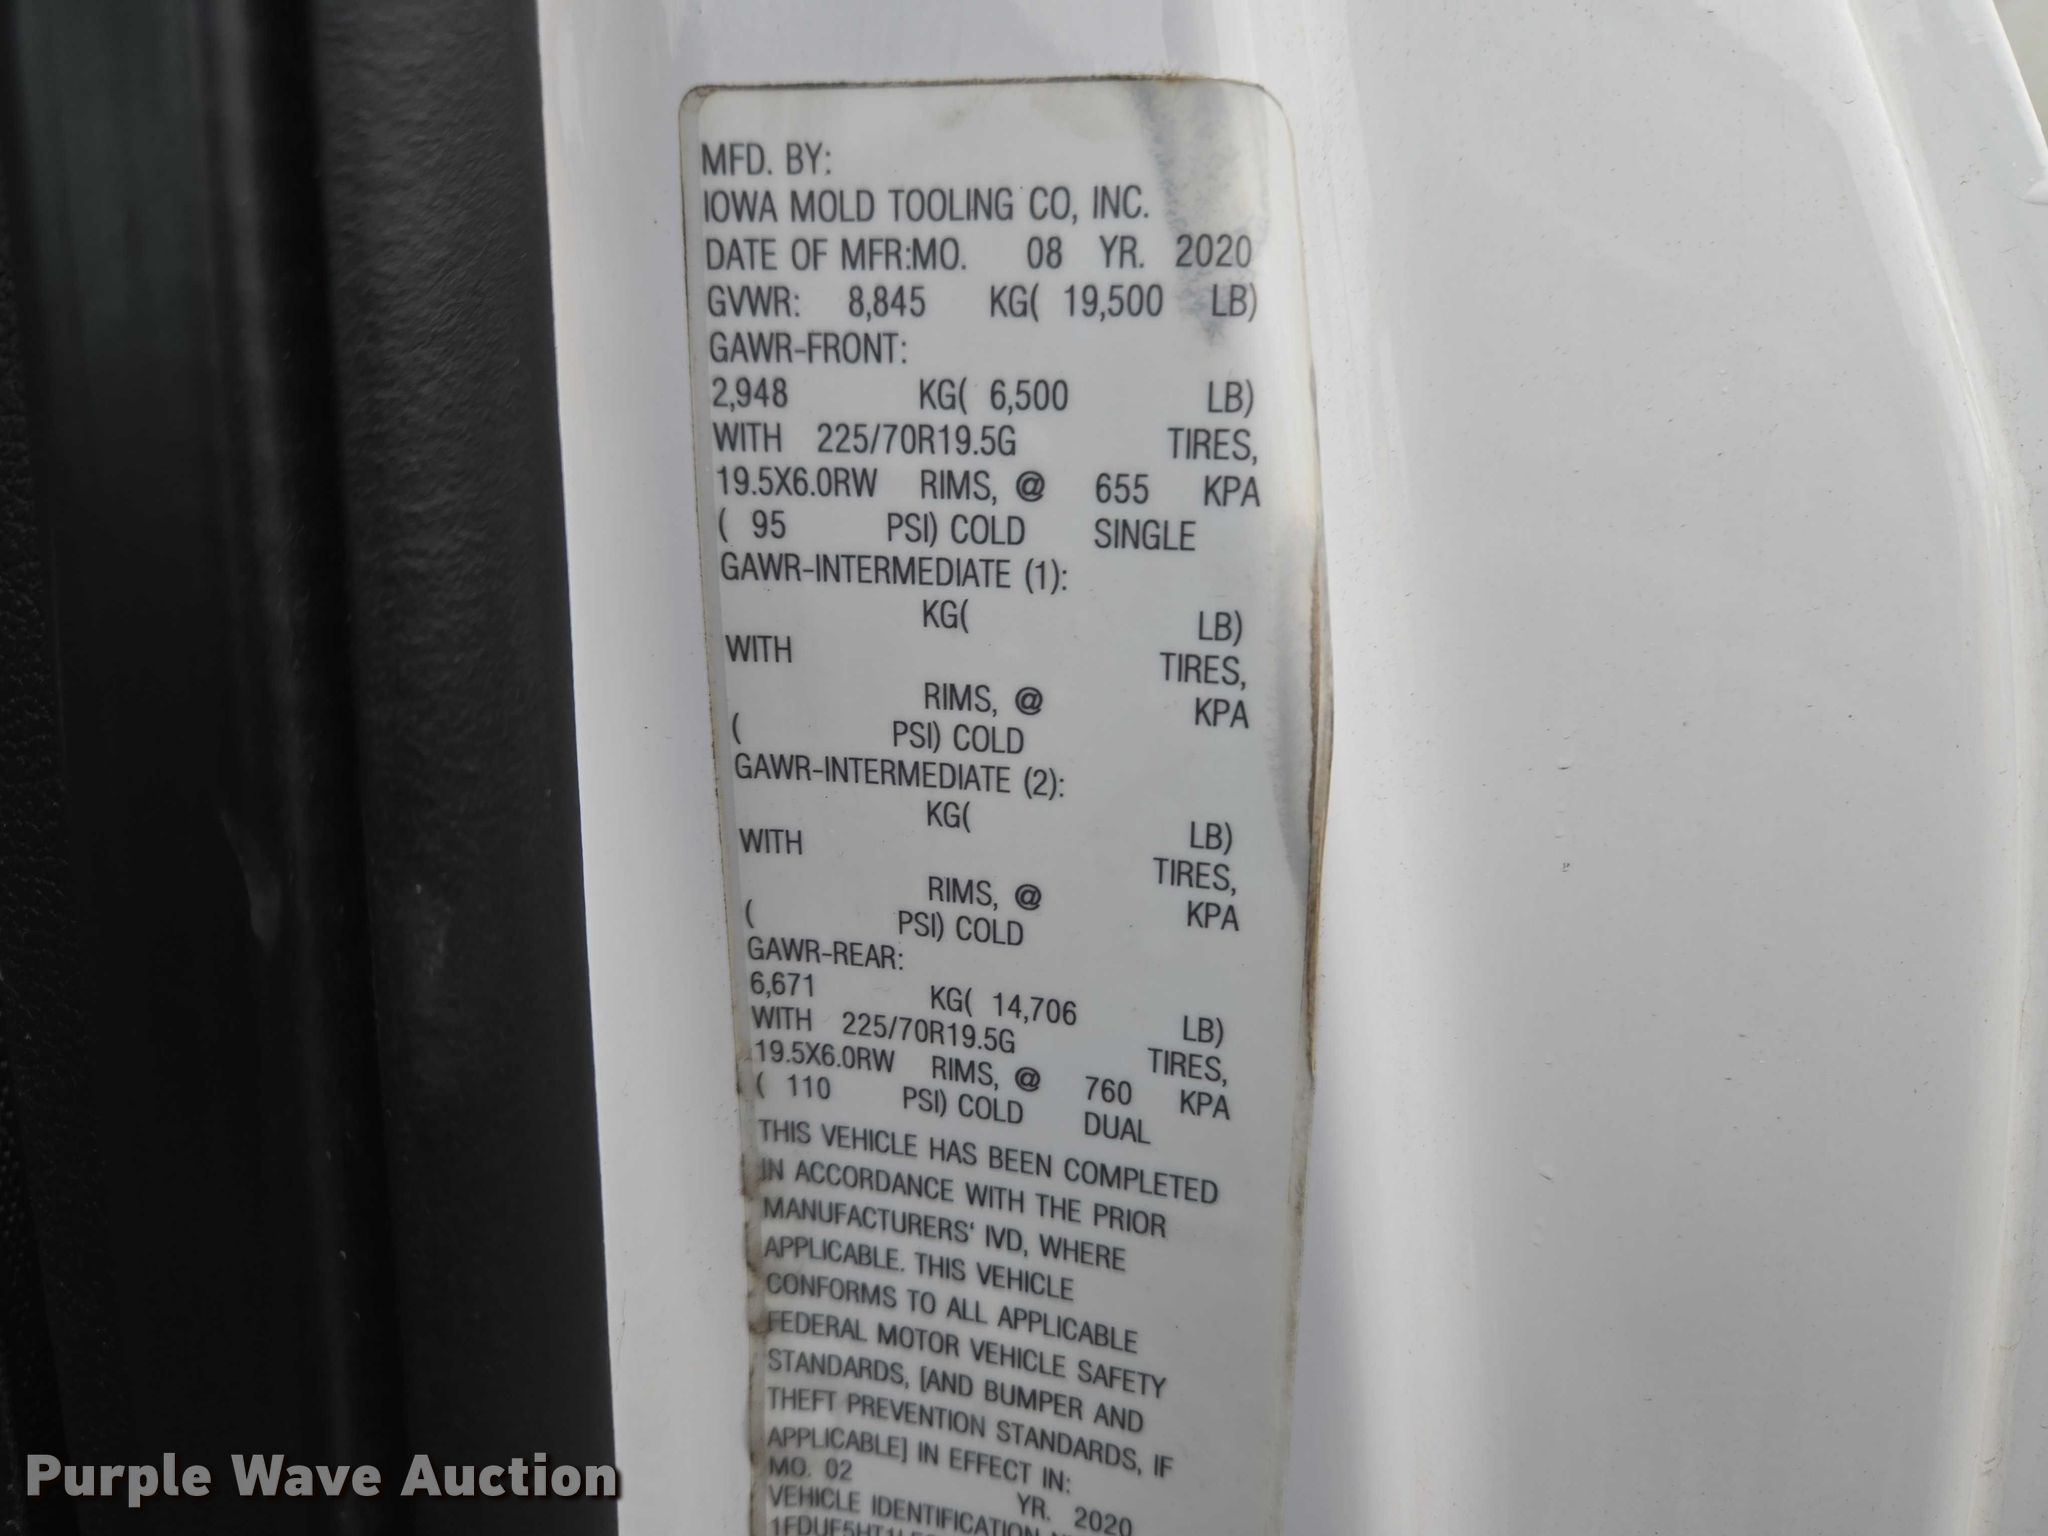 MFD. BY:
IOWA MOLD TOOLING CO, INC.
DATE OF MFR:MO. 08 YR. 2020
GVWR: 8,845 KG( 19,500 LB)
GAWR-FRONT:
2,948 KG( 6,500 LB)
WITH 225/70R19.5G TIRES,
19.5X6.0RW RIMS, @ 655 KPA
( 95 PSI) COLD SINGLE
GAWR-INTERMEDIATE (1):
KG( LB)
WITH TIRES,
RIMS, @ KPA
( PSI) COLD
GAWR-INTERMEDIATE (2):
KG( LB)
WITH TIRES,
RIMS, @ KPA
( PSI) COLD
GAWR-REAR:
6,671 KG( 14,706 LB)
WITH 225/70R19.5G TIRES,
19.5X6.0RW RIMS, @ 760 KPA
( 110 PSI) COLD DUAL
THIS VEHICLE HAS BEEN COMPLETED
IN ACCORDANCE WITH THE PRIOR
MANUFACTURERS' IVD, WHERE
APPLICABLE. THIS VEHICLE
CONFORMS TO ALL APPLICABLE
FEDERAL MOTOR VEHICLE SAFETY
STANDARDS, [AND BUMPER AND
THEFT PREVENTION STANDARDS, IF
APPLICABLE] IN EFFECT IN:
MO. 02 YR. 2020
VEHICLE IDENTIFICATION
Purple Wave Auction